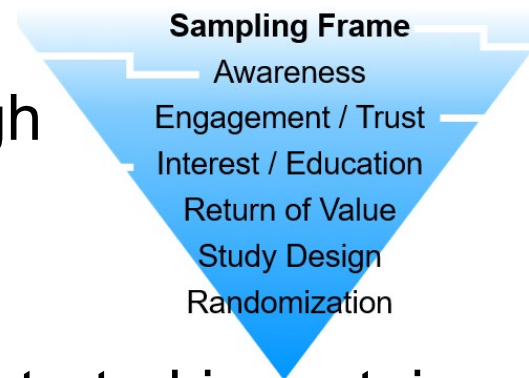 Sampling Frame
Awareness
Engagement / Trust
Interest / Education
Return of Value
Study Design
Randomization